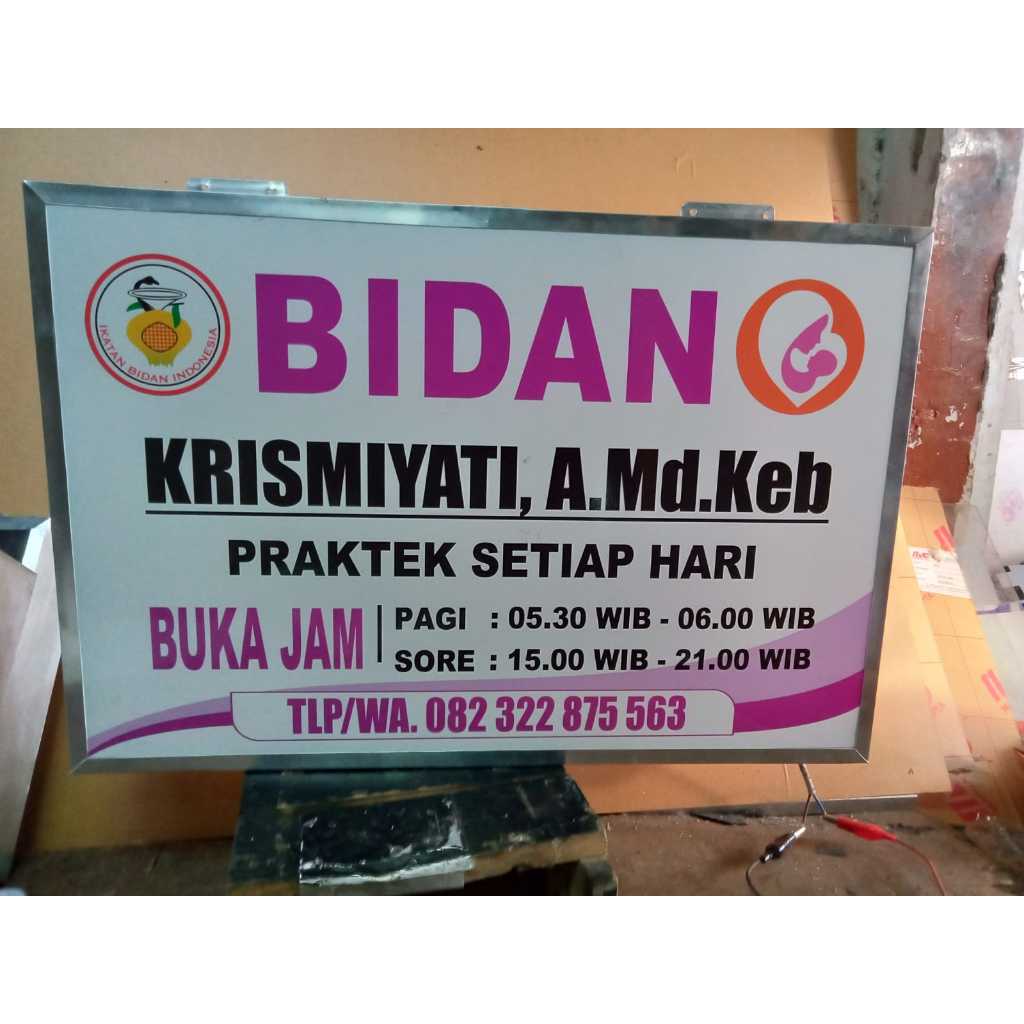 IKATAN BIDAN INDONESIA
BIDAN
KRISMIYATI, A.Md.Keb
PRAKTEK SETIAP HARI
BUKA JAM
PAGI : 05.30 WIB - 06.00 WIB
SORE : 15.00 WIB - 21.00 WIB
TLP/WA. 082 322 875 563